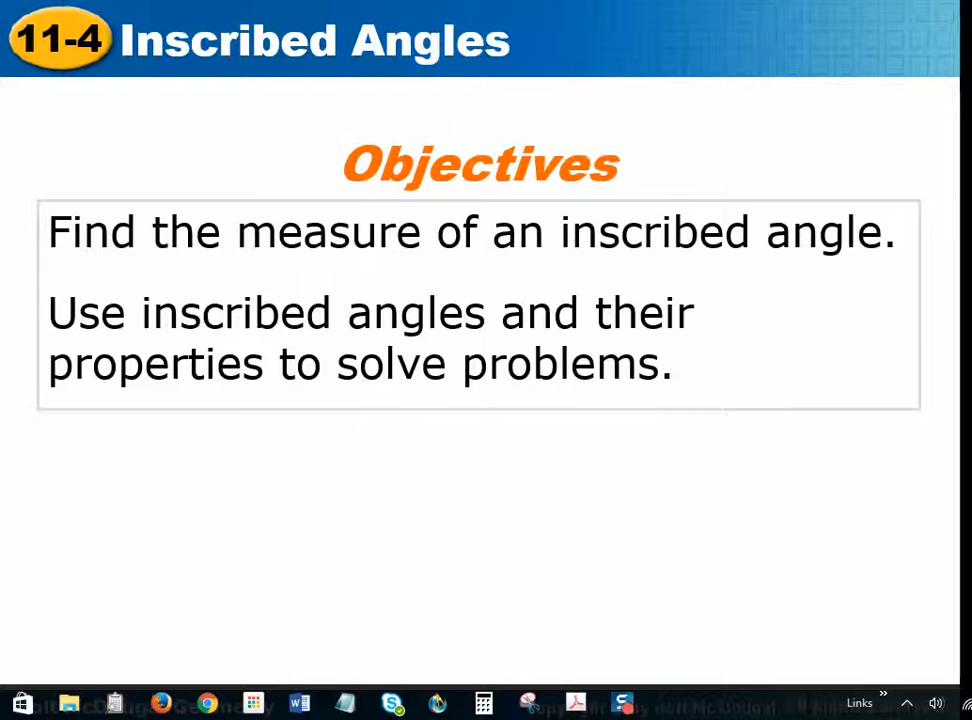 11-4 Inscribed Angles
Objectives
Find the measure of an inscribed angle.
Use inscribed angles and their
properties to solve problems.
Links